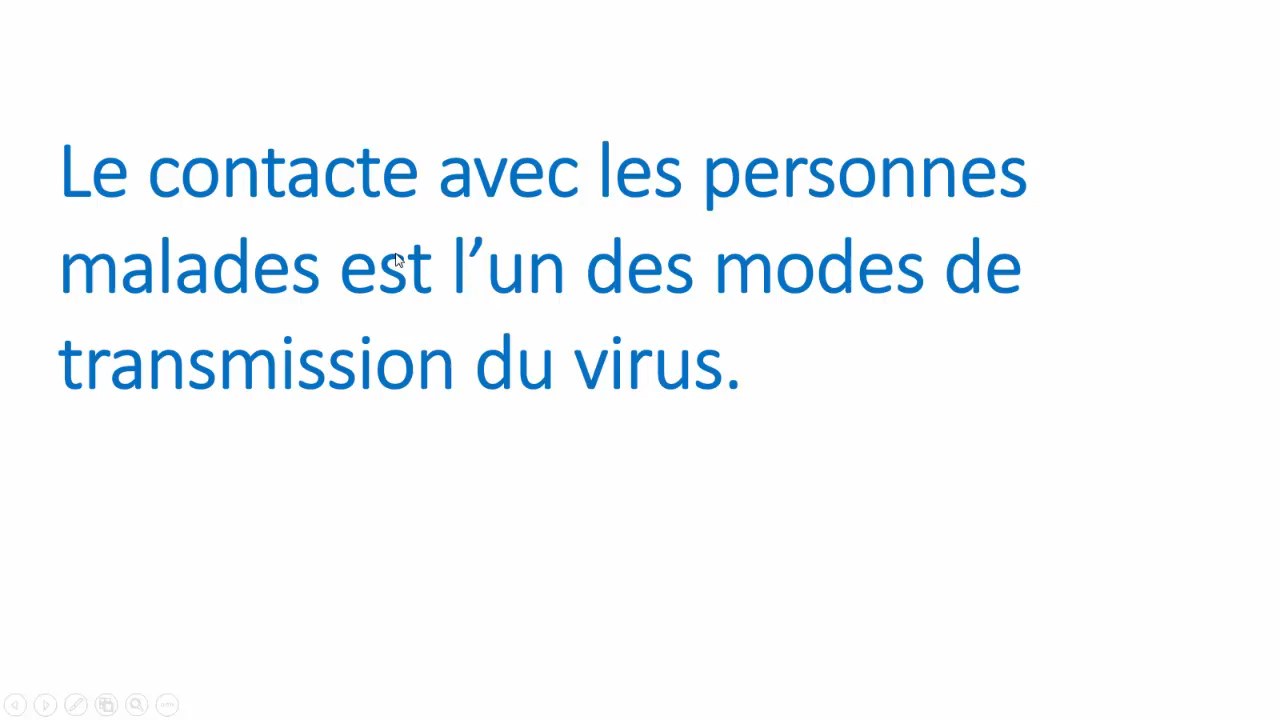 Le contacte avec les personnes
malades est l’un des modes de
transmission du virus.